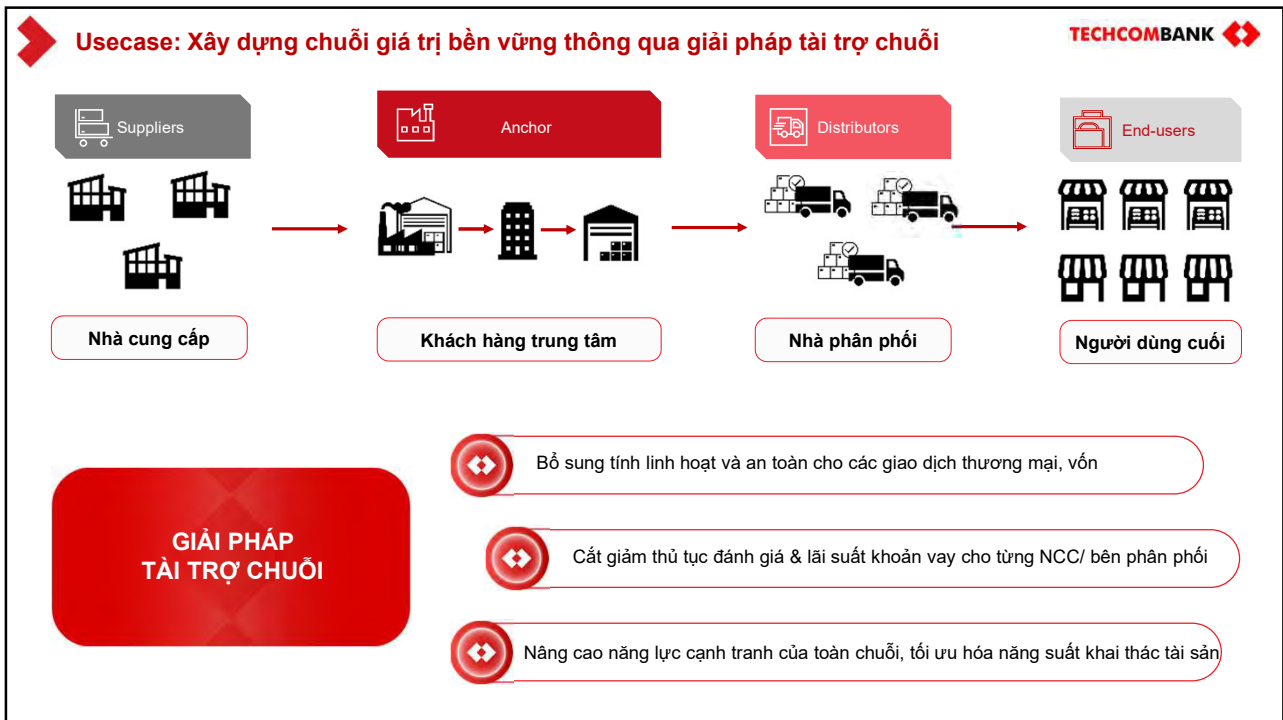 Usecase: Xây dựng chuỗi giá trị bền vững thông qua giải pháp tài trợ chuỗi
TECHCOMBANK
Suppliers
Anchor
Distributors
End-users
Nhà cung cấp
Khách hàng trung tâm
Nhà phân phối
Người dùng cuối
GIẢI PHÁP
TÀI TRỢ CHUỖI
Bổ sung tính linh hoạt và an toàn cho các giao dịch thương mại, vốn
Cắt giảm thủ tục đánh giá & lãi suất khoản vay cho từng NCC/ bên phân phối
Nâng cao năng lực cạnh tranh của toàn chuỗi, tối ưu hóa năng suất khai thác tài sản